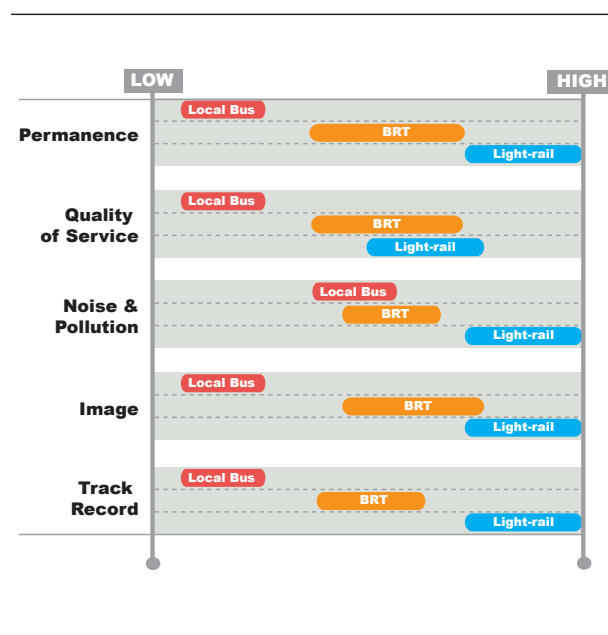 LOW
HIGH
Local Bus
Permanence
BRT
Light-rail
Local Bus
Quality
of Service
BRT
Light-rail
Local Bus
Noise &
Pollution
BRT
Light-rail
Local Bus
Image
BRT
Light-rail
Local Bus
Track
Record
BRT
Light-rail